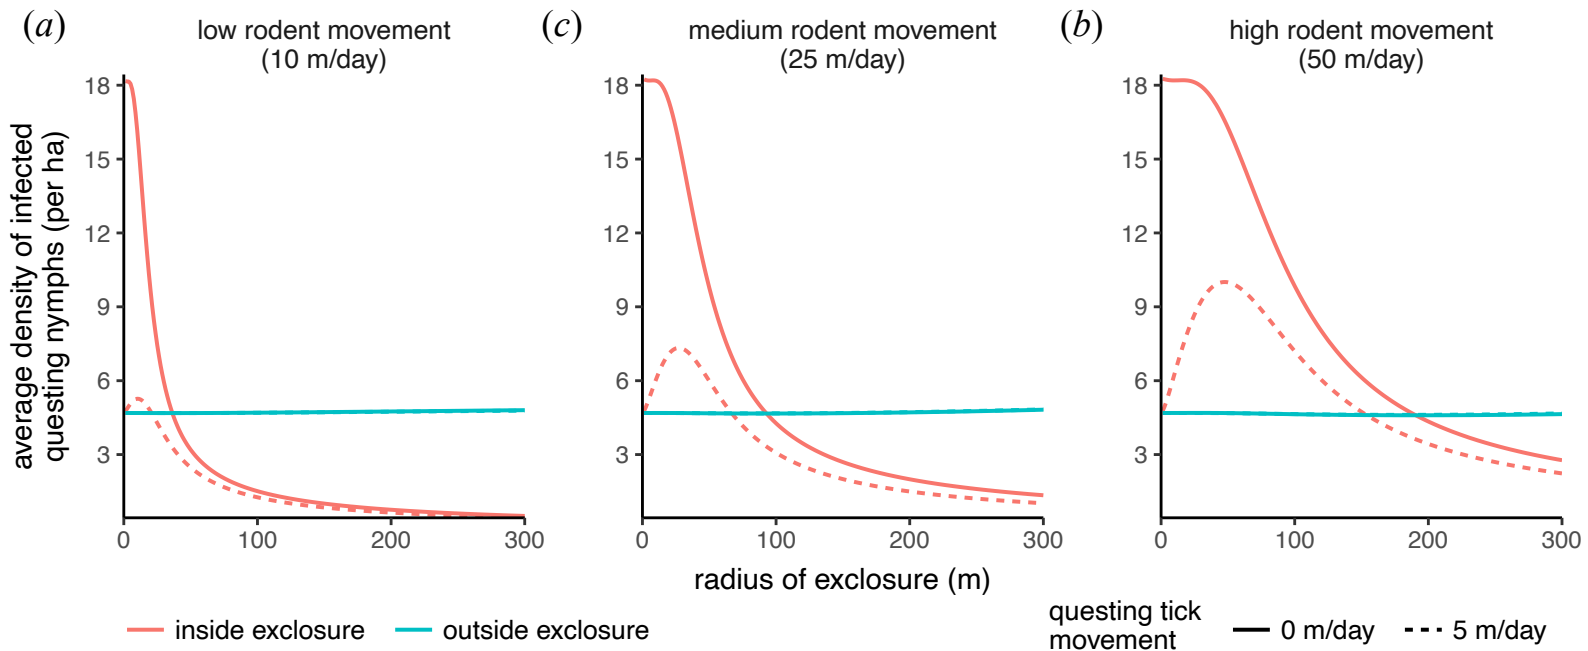 (a) low rodent movement
(10 m/day)
(c) medium rodent movement
(25 m/day)
(b) high rodent movement
(50 m/day)
average density of infected
questing nymphs (per ha)
18
15
12
9
6
3
0 100 200 300
18
15
12
9
6
3
0 100 200 300
18
15
12
9
6
3
0 100 200 300
radius of exclosure (m)
inside exclosure outside exclosure
questing tick
movement
0 m/day 5 m/day